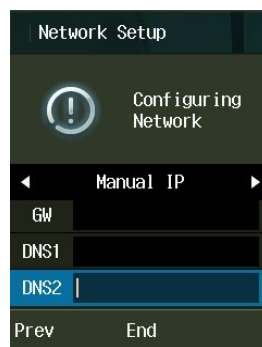 Network Setup
Configuring
Network
Manual IP
GW
DNS1
DNS2
Prev End